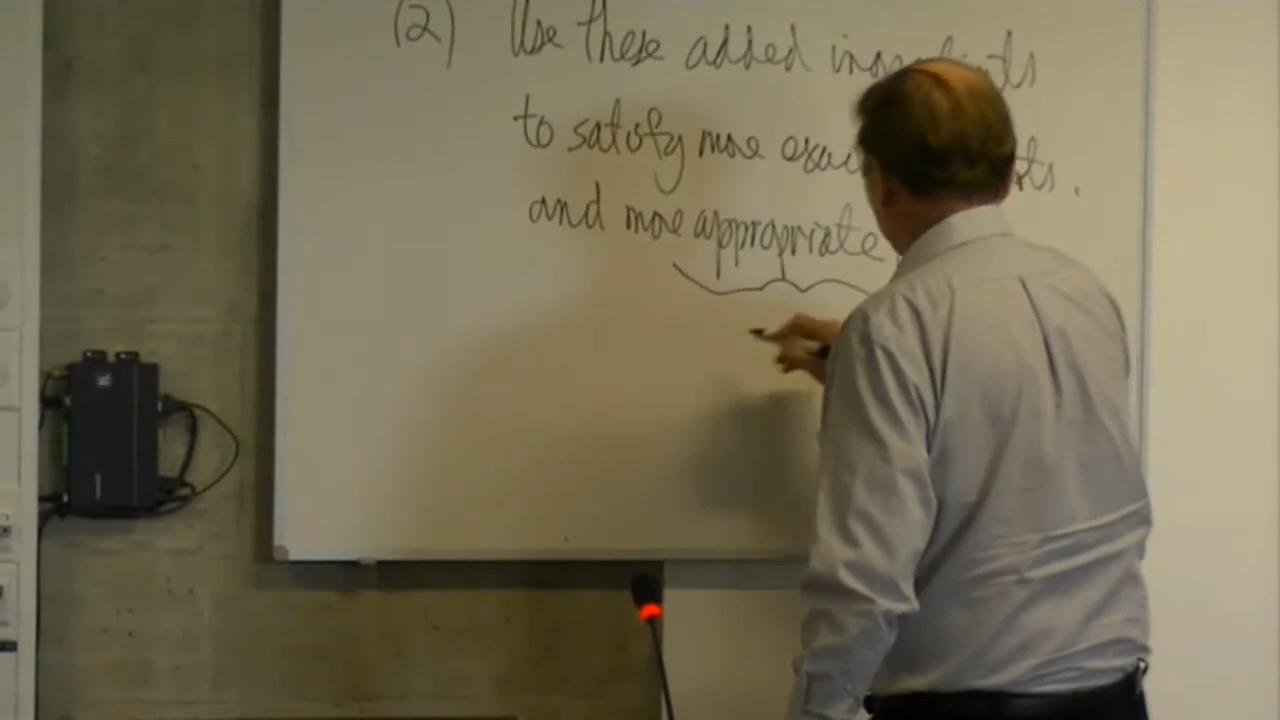 (2) Use these added
to satisfy more
and more appropriate